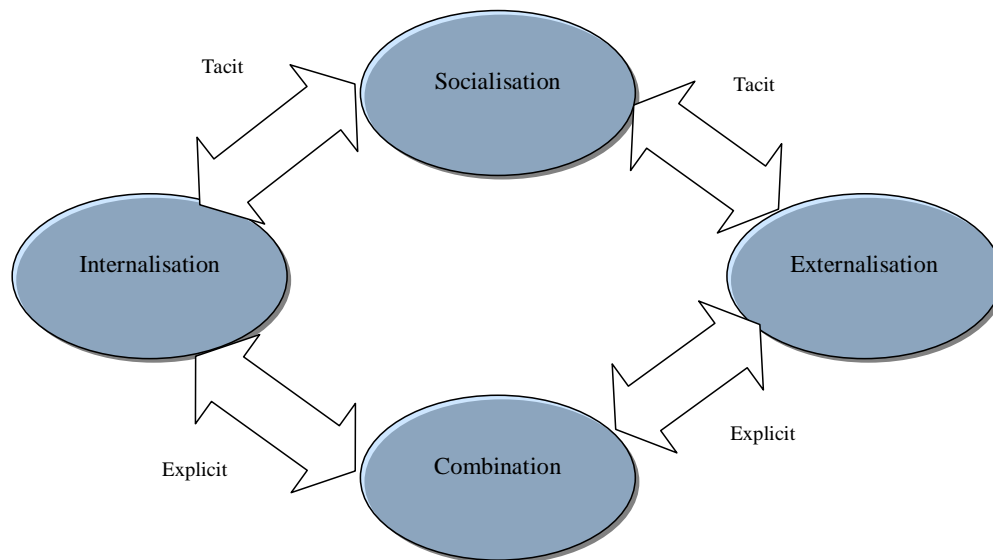 Tacit
Socialisation
Tacit
Internalisation
Externalisation
Explicit
Combination
Explicit